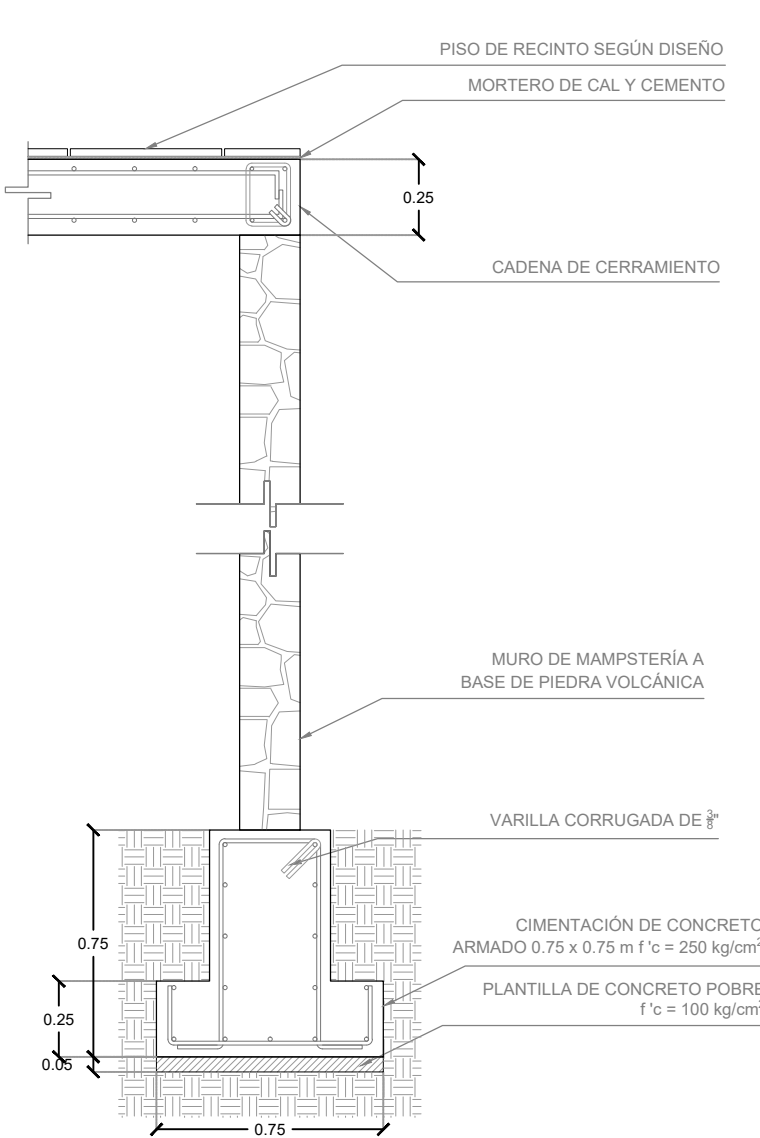 PISO DE RECINTO SEGÚN DISEÑO
MORTERO DE CAL Y CEMENTO
0.25
CADENA DE CERRAMIENTO
MURO DE MAMPSTERÍA A
BASE DE PIEDRA VOLCÁNICA
VARILLA CORRUGADA DE 3/8"
CIMENTACIÓN DE CONCRETO
ARMADO 0.75 x 0.75 m f 'c = 250 kg/cm²
PLANTILLA DE CONCRETO POBRE
f 'c = 100 kg/cm²
0.75
0.25
0.05
0.75